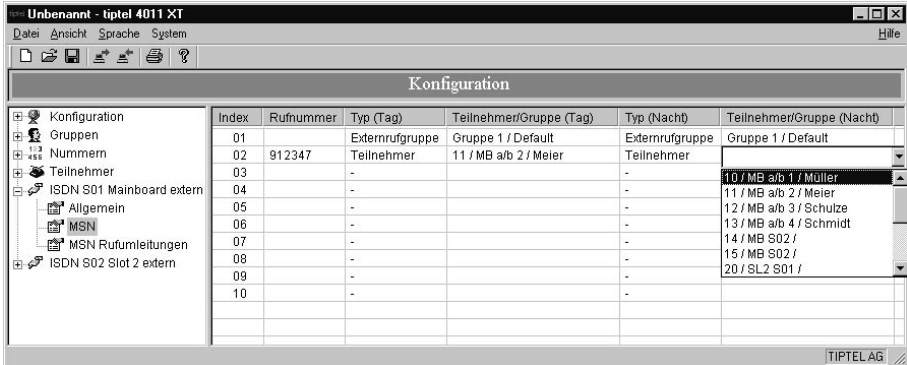 Unbenannt - tiptel 4011 XT
Datei Ansicht Sprache System Hilfe
Konfiguration
Konfiguration
Gruppen
Nummern
Teilnehmer
ISDN S01 Mainboard extern
Allgemein
MSN
MSN Rufumleitungen
ISDN S02 Slot 2 extern
Index Rufnummer Typ (Tag) Teilnehmer/Gruppe (Tag) Typ (Nacht) Teilnehmer/Gruppe (Nacht)
01 Externrufgruppe Gruppe 1 / Default Externrufgruppe Gruppe 1 / Default
02 912347 Teilnehmer 11 / MB a/b 2 / Meier Teilnehmer
03 - -
04 - -
05 - -
06 - -
07 - -
08 - -
09 - -
10 - -
10 / MB a/b 1 / Müller
11 / MB a/b 2 / Meier
12 / MB a/b 3 / Schulze
13 / MB a/b 4 / Schmidt
14 / MB S02 /
15 / MB S02 /
20 / SL2 S01 /
TIPTEL AG